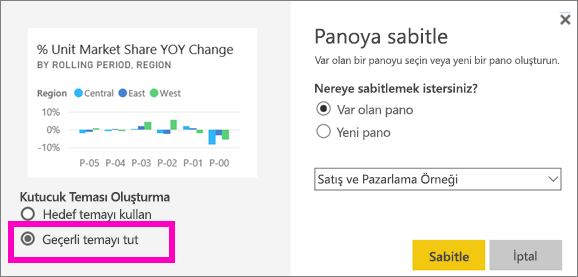 % Unit Market Share YOY Change
BY ROLLING PERIOD, REGION
Region Central East West
10%
0%
-10%
P-05 P-04 P-03 P-02 P-01 P-00
Kutucuk Teması Oluşturma
Hedef temayı kullan
Geçerli temayı tut
Panoya sabitle
Var olan bir panoyu seçin veya yeni bir pano oluşturun.
Nereye sabitlemek istersiniz?
Var olan pano
Yeni pano
Satış ve Pazarlama Örneği
Sabitle İptal